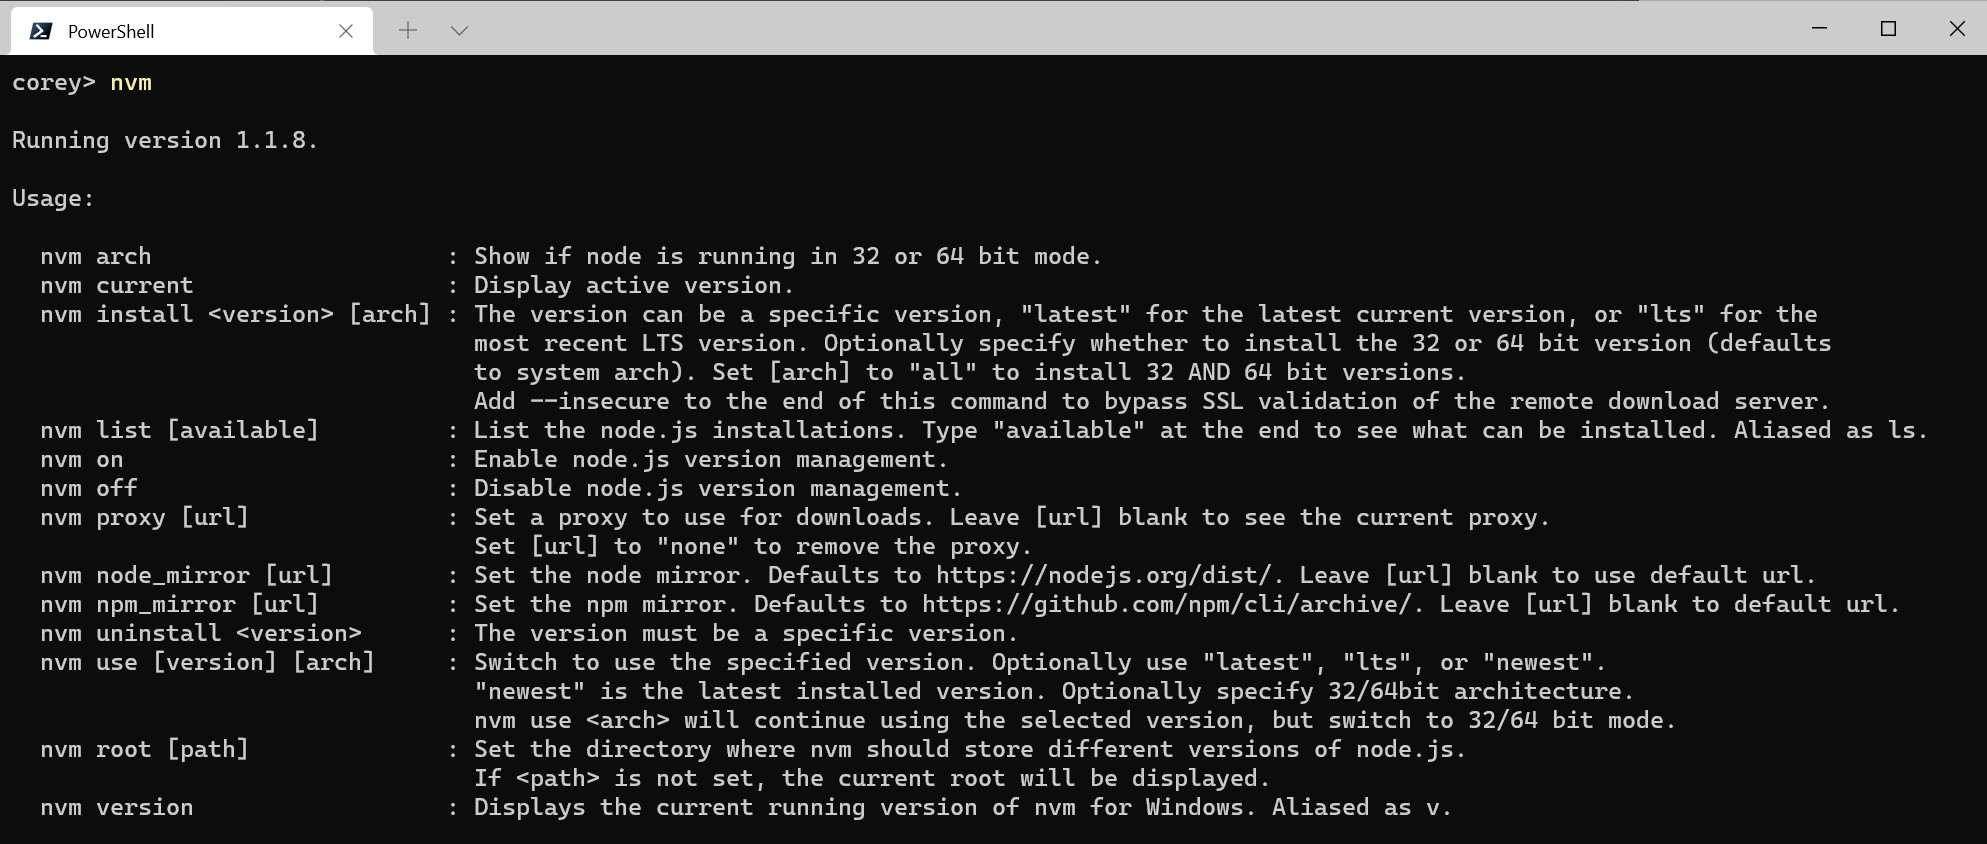 PowerShell
corey> nvm
Running version 1.1.8.
Usage:
  nvm arch                     : Show if node is running in 32 or 64 bit mode.
  nvm current                  : Display active version.
  nvm install <version> [arch] : The version can be a specific version, "latest" for the latest current version, or "lts" for the
                                 most recent LTS version. Optionally specify whether to install the 32 or 64 bit version (defaults
                                 to system arch). Set [arch] to "all" to install 32 AND 64 bit versions.
                                 Add --insecure to the end of this command to bypass SSL validation of the remote download server.
  nvm list [available]         : List the node.js installations. Type "available" at the end to see what can be installed. Aliased as ls.
  nvm on                       : Enable node.js version management.
  nvm off                      : Disable node.js version management.
  nvm proxy [url]              : Set a proxy to use for downloads. Leave [url] blank to see the current proxy.
                                 Set [url] to "none" to remove the proxy.
  nvm node_mirror [url]        : Set the node mirror. Defaults to https://nodejs.org/dist/. Leave [url] blank to use default url.
  nvm npm_mirror [url]         : Set the npm mirror. Defaults to https://github.com/npm/cli/archive/. Leave [url] blank to default url.
  nvm uninstall <version>      : The version must be a specific version.
  nvm use [version] [arch]     : Switch to use the specified version. Optionally use "latest", "lts", or "newest".
                                 "newest" is the latest installed version. Optionally specify 32/64bit architecture.
                                 nvm use <arch> will continue using the selected version, but switch to 32/64 bit mode.
  nvm root [path]              : Set the directory where nvm should store different versions of node.js.
                                 If <path> is not set, the current root will be displayed.
  nvm version                  : Displays the current running version of nvm for Windows. Aliased as v.